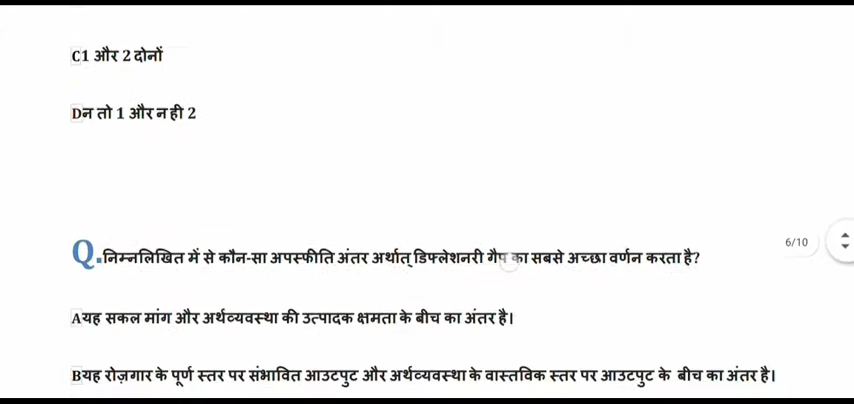 C1 और 2 दोनों
Dन तो 1 और न ही 2
Q.निम्नलिखित में से कौन-सा अपस्फीति अंतर अर्थात् डिफ्लेशनरी गैप का सबसे अच्छा वर्णन करता है?
6/10
Aयह सकल मांग और अर्थव्यवस्था की उत्पादक क्षमता के बीच का अंतर है।
Bयह रोज़गार के पूर्ण स्तर पर संभावित आउटपुट और अर्थव्यवस्था के वास्तविक स्तर पर आउटपुट के बीच का अंतर है।